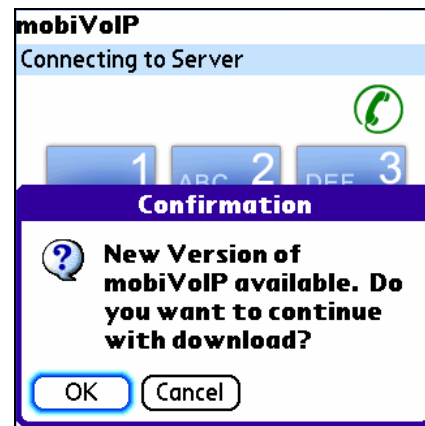 mobiVoIP
Connecting to Server
1 ABC 2 DEF 3
Confirmation
New Version of
mobiVoIP available. Do
you want to continue
with download?
OK Cancel